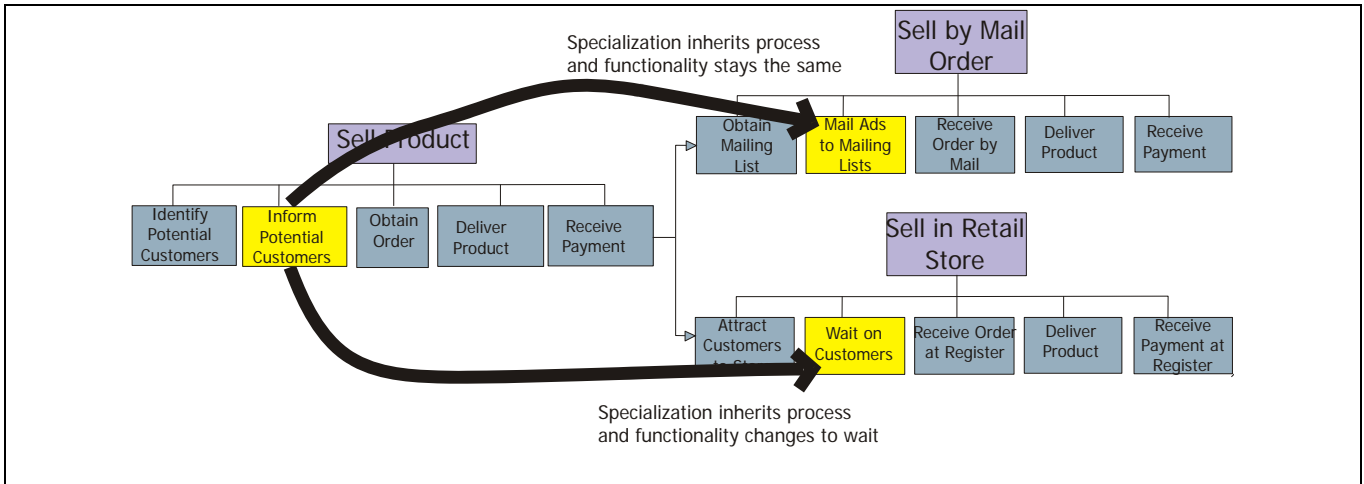 Specialization inherits process
and functionality stays the same
Sell by Mail
Order
Sell Product
Obtain
Mailing
List
Mail Ads
to Mailing
Lists
Receive
Order by
Mail
Deliver
Product
Receive
Payment
Identify
Potential
Customers
Inform
Potential
Customers
Obtain
Order
Deliver
Product
Receive
Payment
Sell in Retail
Store
Attract
Customers
to Store
Wait on
Customers
Receive Order
at Register
Deliver
Product
Receive
Payment at
Register
Specialization inherits process
and functionality changes to wait